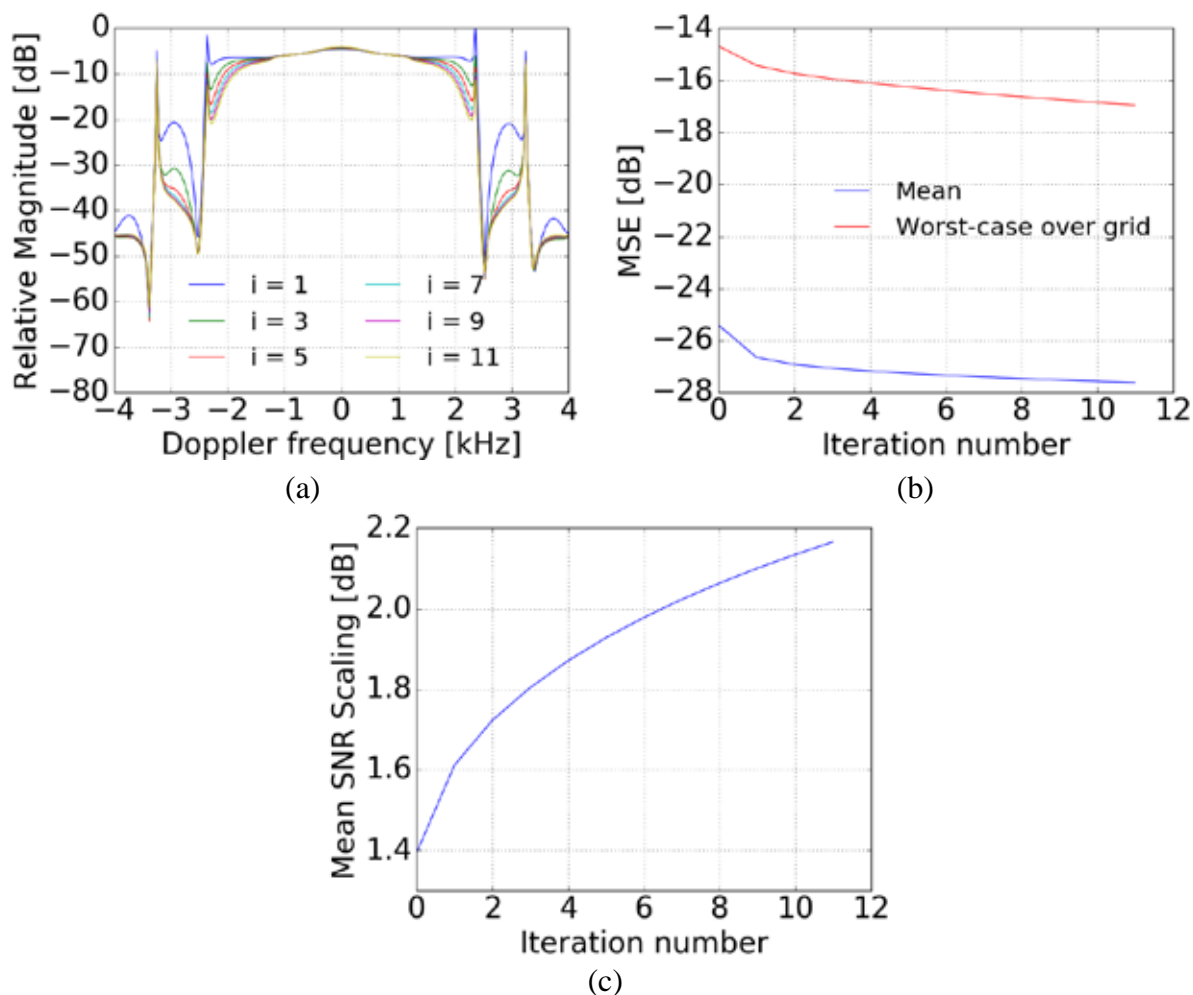 Relative Magnitude [dB]
0
−10
−20
−30
−40
−50
−60
−70
−80
i = 1
i = 3
i = 5
i = 7
i = 9
i = 11
−4 −3 −2 −1 0 1 2 3 4
Doppler frequency [kHz]
(a)
MSE [dB]
−14
−16
−18
−20
−22
−24
−26
−28
Mean
Worst-case over grid
0 2 4 6 8 10 12
Iteration number
(b)
Mean SNR Scaling [dB]
2.2
2.0
1.8
1.6
1.4
0 2 4 6 8 10 12
Iteration number
(c)